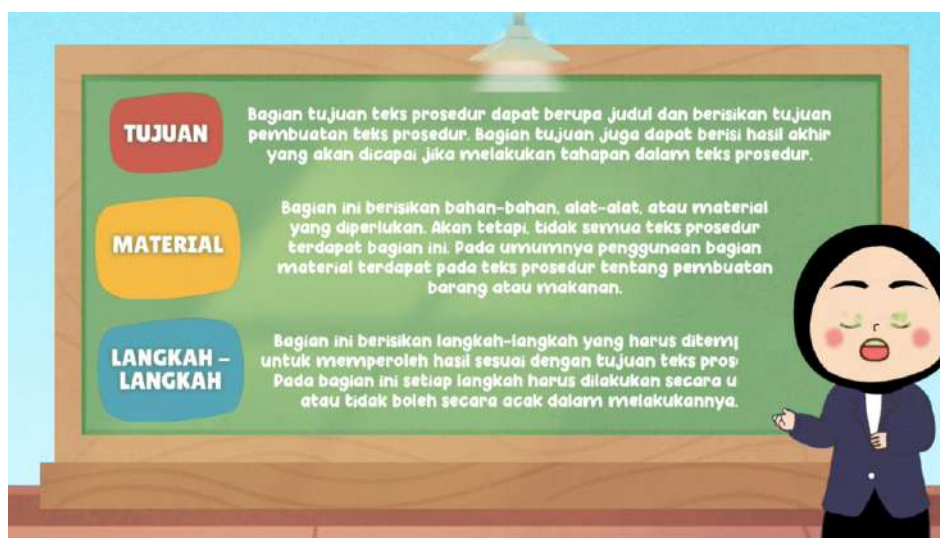 TUJUAN
Bagian tujuan teks prosedur dapat berupa judul dan berisikan tujuan
pembuatan teks prosedur. Bagian tujuan juga dapat berisi hasil akhir
yang akan dicapai jika melakukan tahapan dalam teks prosedur.
MATERIAL
Bagian ini berisikan bahan-bahan, alat-alat, atau material
yang diperlukan. Akan tetapi, tidak semua teks prosedur
terdapat bagian ini. Pada umumnya penggunaan bagian
material terdapat pada teks prosedur tentang pembuatan
barang atau makanan.
LANGKAH -
LANGKAH
Bagian ini berisikan langkah-langkah yang harus
untuk memperoleh hasil sesuai dengan tujuan teks
Pada bagian ini setiap langkah harus dilakukan secara
atau tidak boleh secara acak dalam melakukannya.